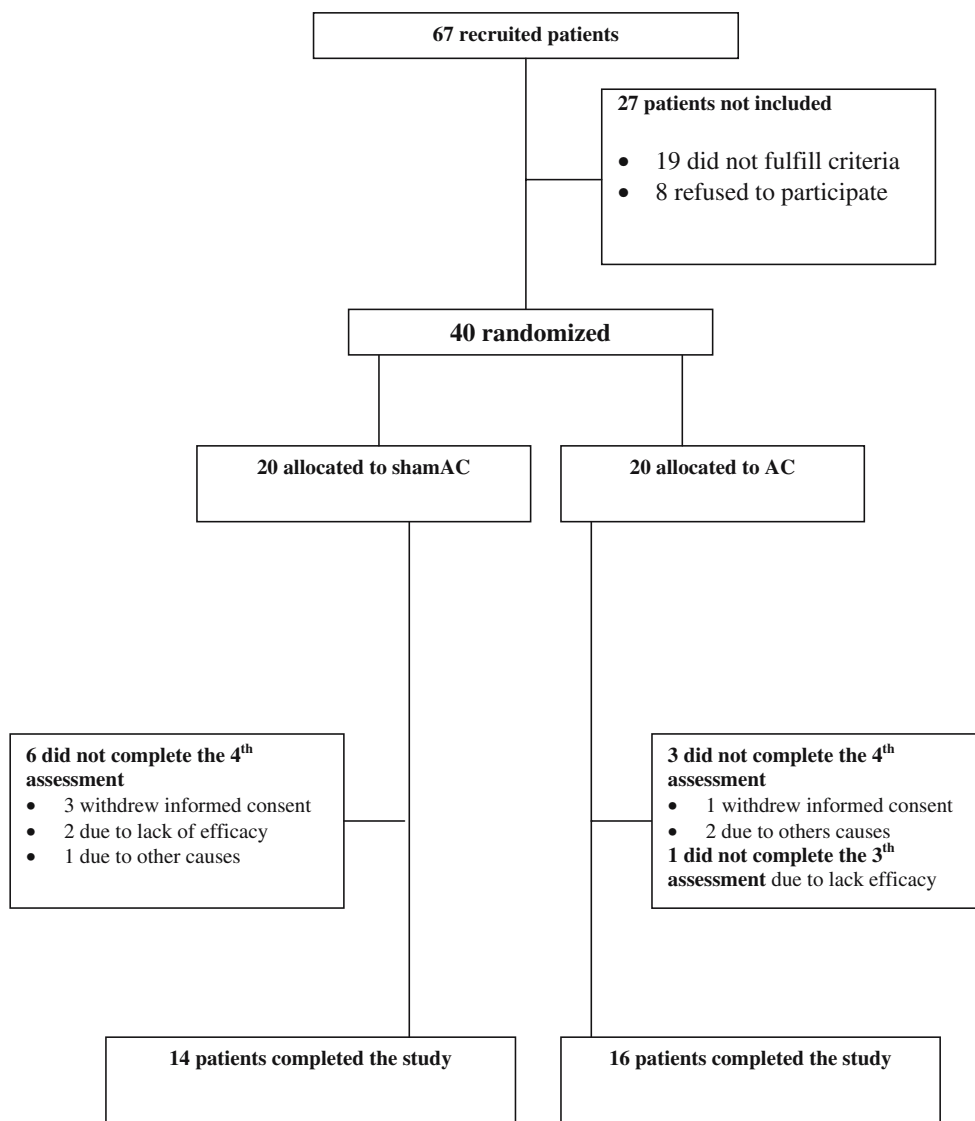 67 recruited patients
27 patients not included
• 19 did not fulfill criteria
• 8 refused to participate
40 randomized
20 allocated to shamAC
20 allocated to AC
6 did not complete the 4th
assessment
• 3 withdrew informed consent
• 2 due to lack of efficacy
• 1 due to other causes
3 did not complete the 4th
assessment
• 1 withdrew informed consent
• 2 due to others causes
1 did not complete the 3th
assessment due to lack efficacy
14 patients completed the study
16 patients completed the study